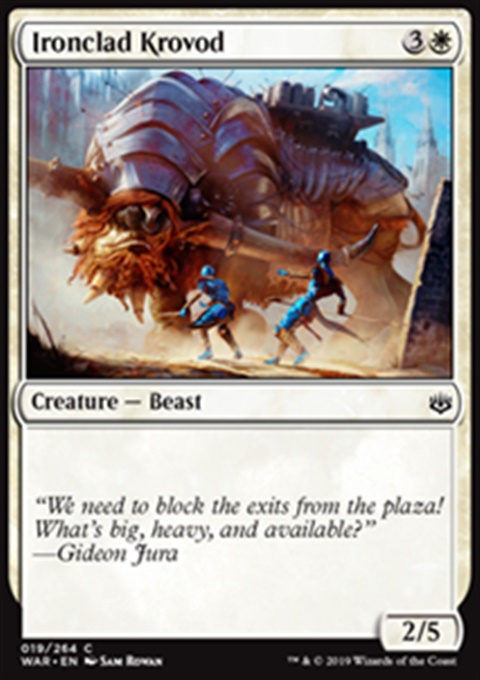 Ironclad Krovod 3
Creature — Beast
“We need to block the exits from the plaza!
What’s big, heavy, and available?”
—Gideon Jura
2/5
019/264 C
WAR • EN Sam Rowan
™ & © 2019 Wizards of the Coast